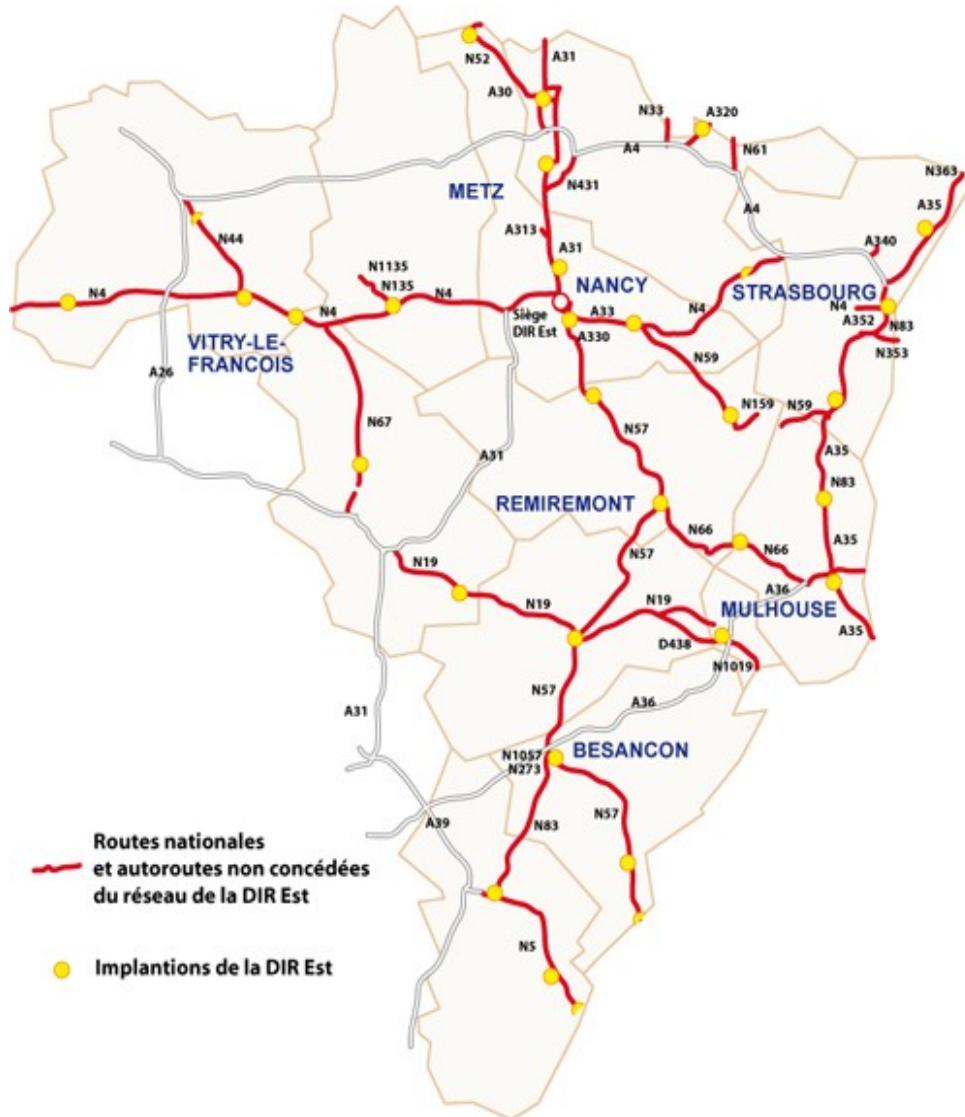 N52
A31
A30
N33
A320
A4
N61
N363
METZ
N431
A4
A35
A313
N44
A31
A340
N1135
NANCY
N4
N135
N4
STRASBOURG
N4
A33
N4
N4
Siège
DIR Est
A352
N83
VITRY-LE-
FRANCOIS
A330
N353
N59
A26
N159
N59
N67
N57
A31
A35
N83
REMIREMONT
N66
A35
N57
N66
N19
A36
N19
N19
MULHOUSE
A35
D438
N1019
N57
A36
A31
N1057
N273
BESANCON
N57
A39
N83
Routes nationales
et autoroutes non concédées
du réseau de la DIR Est
N5
Implantions de la DIR Est